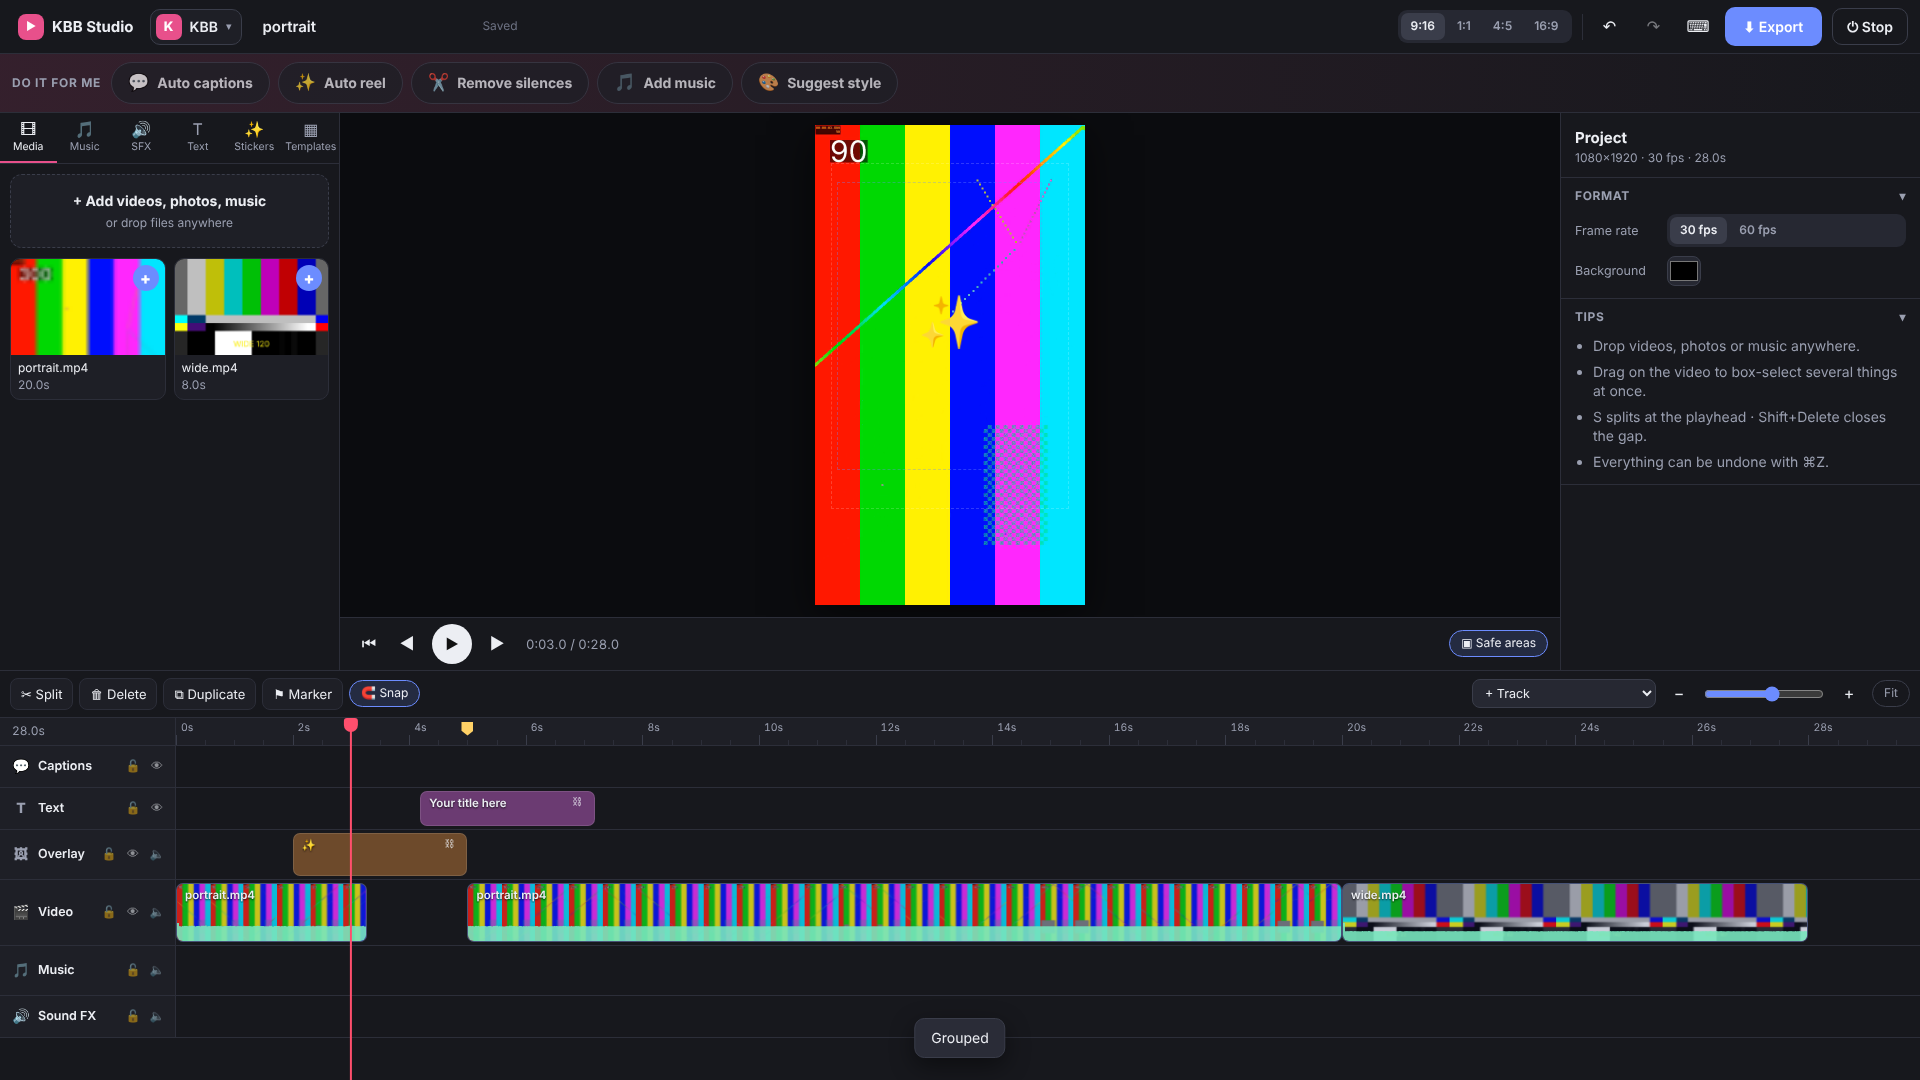 KBB Studio
K KBB
portrait
Saved
9:16 1:1 4:5 16:9
Export
Stop
DO IT FOR ME
Auto captions
Auto reel
Remove silences
Add music
Suggest style
Media
Music
SFX
T
Text
Stickers
Templates
+ Add videos, photos, music
or drop files anywhere
portrait.mp4
20.0s
WIDE 120
wide.mp4
8.0s
90
0:03.0 / 0:28.0
Safe areas
Project
1080×1920 · 30 fps · 28.0s
FORMAT
Frame rate 30 fps 60 fps
Background
TIPS
• Drop videos, photos or music anywhere.
• Drag on the video to box-select several things
at once.
• S splits at the playhead · Shift+Delete closes
the gap.
• Everything can be undone with ⌘Z.
Split
Delete
Duplicate
Marker
Snap
+ Track
− +
Fit
28.0s
0s 2s 4s 6s 8s 10s 12s 14s 16s 18s 20s 22s 24s 26s 28s
Captions
T Text
Your title here
Overlay
Video
portrait.mp4
portrait.mp4
wide.mp4
Music
Sound FX
Grouped